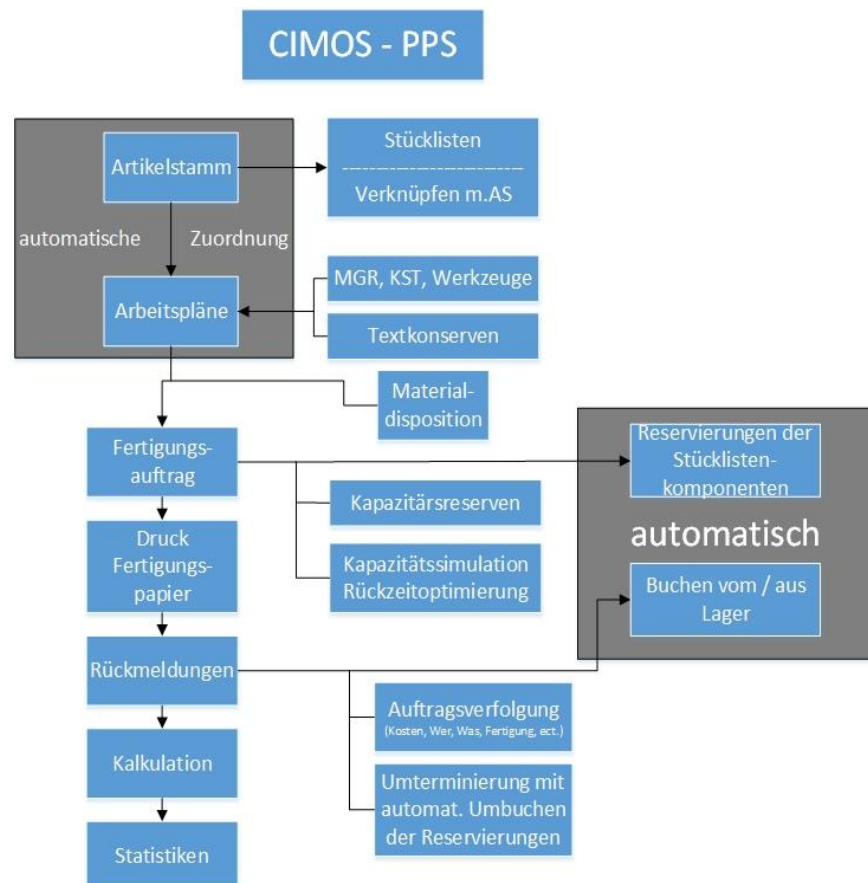 CIMOS - PPS
Artikelstamm
Stücklisten
----------------------------
Verknüpfen m.AS
automatische Zuordnung
Arbeitspläne
MGR, KST, Werkzeuge
Textkonserven
Material-
disposition
Fertigungs-
auftrag
Reservierungen der
Stücklisten-
komponenten
Kapazitärsreserven
automatisch
Druck
Fertigungs-
papier
Kapazitätssimulation
Rückzeitoptimierung
Buchen vom / aus
Lager
Rückmeldungen
Auftragsverfolgung
(Kosten, Wer, Was, Fertigung, ect.)
Kalkulation
Umterminierung mit
automat. Umbuchen
der Reservierungen
Statistiken